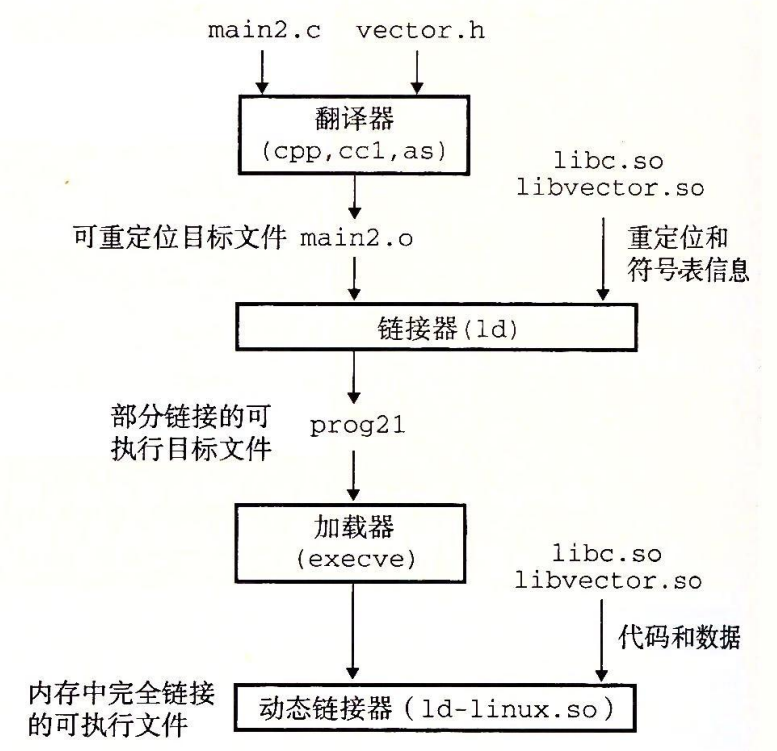 main2.c vector.h
翻译器
(cpp,cc1,as)
libc.so
libvector.so
可重定位目标文件 main2.o
重定位和
符号表信息
链接器(ld)
部分链接的可
执行目标文件
prog21
加载器
(execve)
libc.so
libvector.so
代码和数据
内存中完全链接
的可执行文件
动态链接器(ld-linux.so)